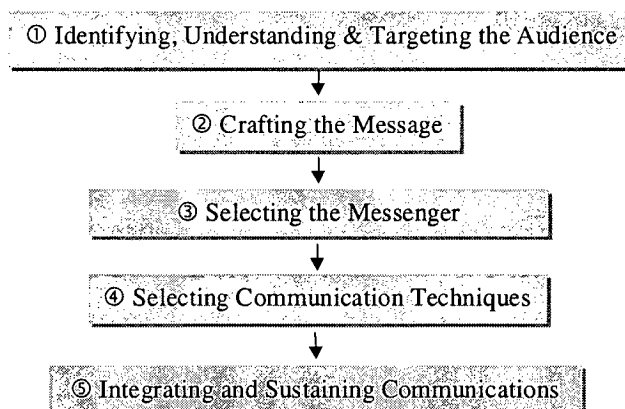 ① Identifying, Understanding & Targeting the Audience
② Crafting the Message
③ Selecting the Messenger
④ Selecting Communication Techniques
⑤ Integrating and Sustaining Communications